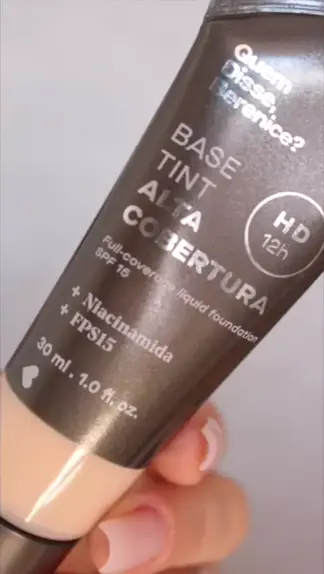 Quem
Disse,
Berenice?
BASE
TINT
ALTA
COBERTURA
HD
12h
Full-coverage liquid foundation
SPF 15
+ Niacinamida
+ FPS15
30 ml . 1.0 fl. oz.